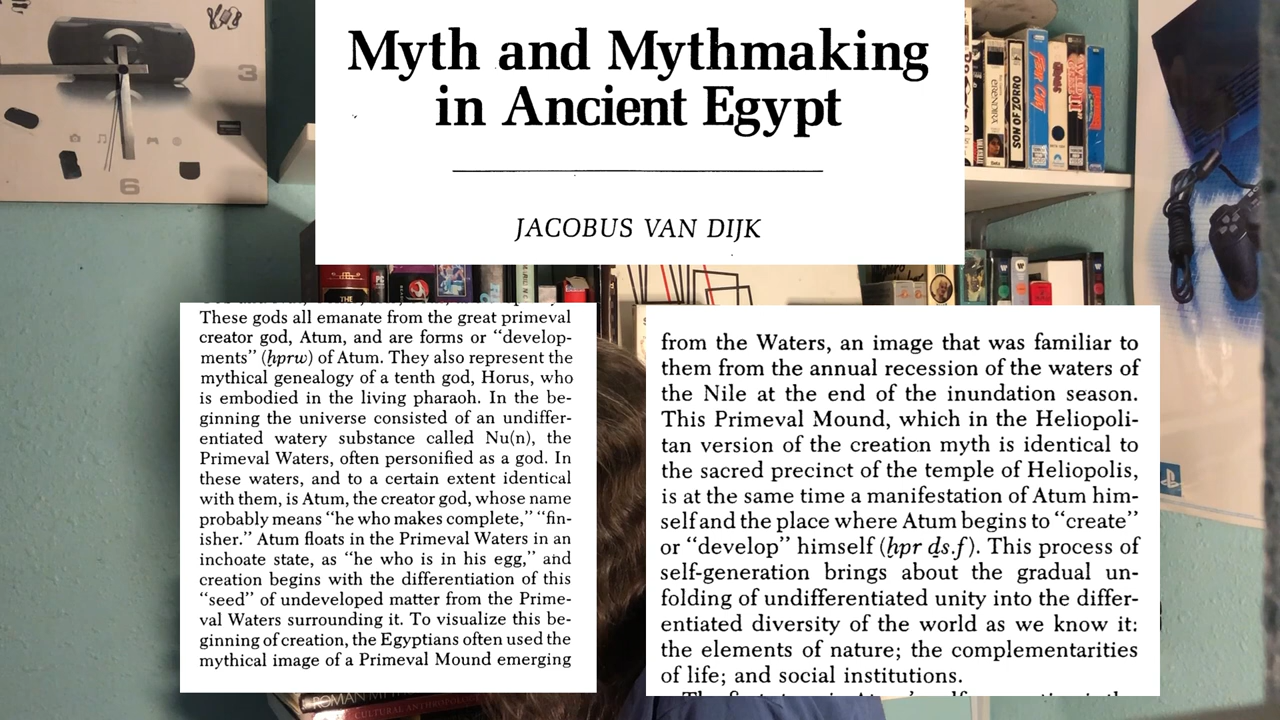 Myth and Mythmaking
in Ancient Egypt
JACOBUS VAN DIJK
These gods all emanate from the great primeval
creator god, Atum, and are forms or “develop-
ments” (ḫprw) of Atum. They also represent the
mythical genealogy of a tenth god, Horus, who
is embodied in the living pharaoh. In the be-
ginning the universe consisted of an undiffer-
entiated watery substance called Nu(n), the
Primeval Waters, often personified as a god. In
these waters, and to a certain extent identical
with them, is Atum, the creator god, whose name
probably means “he who makes complete,” “fin-
isher.” Atum floats in the Primeval Waters in an
inchoate state, as “he who is in his egg,” and
creation begins with the differentiation of this
“seed” of undeveloped matter from the Prime-
val Waters surrounding it. To visualize this be-
ginning of creation, the Egyptians often used the
mythical image of a Primeval Mound emerging
from the Waters, an image that was familiar to
them from the annual recession of the waters of
the Nile at the end of the inundation season.
This Primeval Mound, which in the Heliopoli-
tan version of the creation myth is identical to
the sacred precinct of the temple of Heliopolis,
is at the same time a manifestation of Atum him-
self and the place where Atum begins to “create”
or “develop” himself (ḫpr ḏs.f). This process of
self-generation brings about the gradual un-
folding of undifferentiated unity into the differ-
entiated diversity of the world as we know it:
the elements of nature; the complementarities
of life; and social institutions.
3
6
SON OF ZORRO
THE
ROMAN
CULTURAL ANTHROPOLOGY